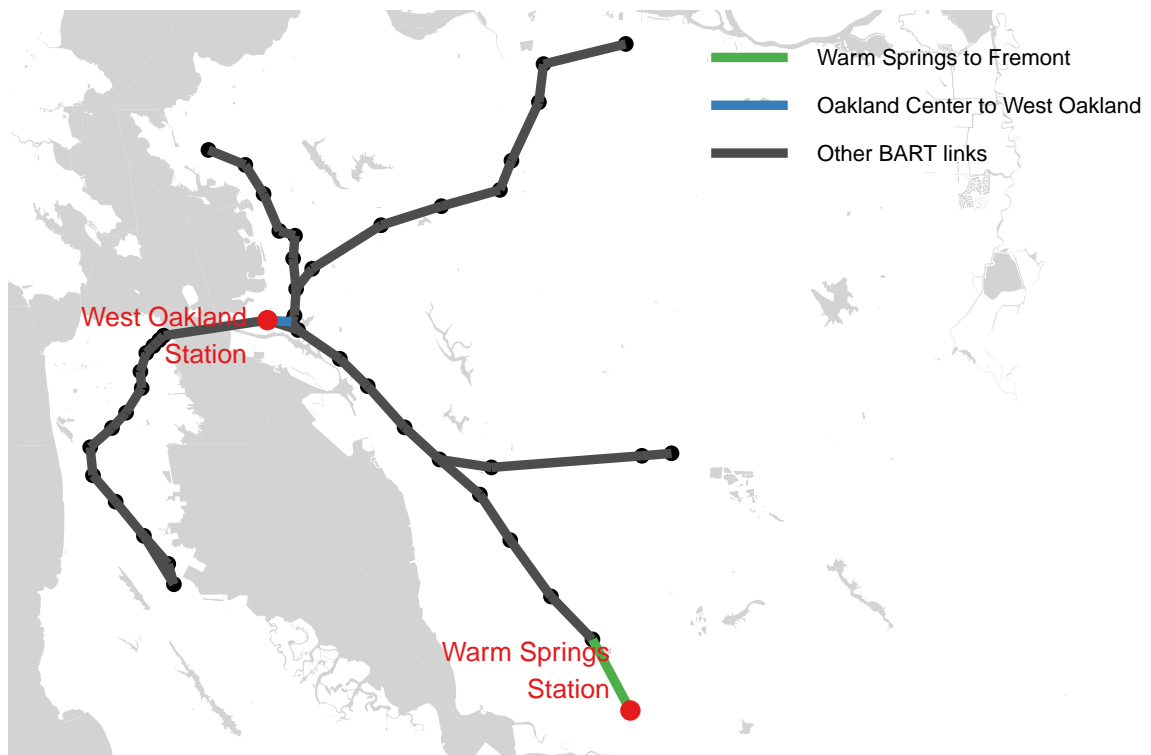 Warm Springs to Fremont
Oakland Center to West Oakland
Other BART links
West Oakland
Station
Warm Springs
Station